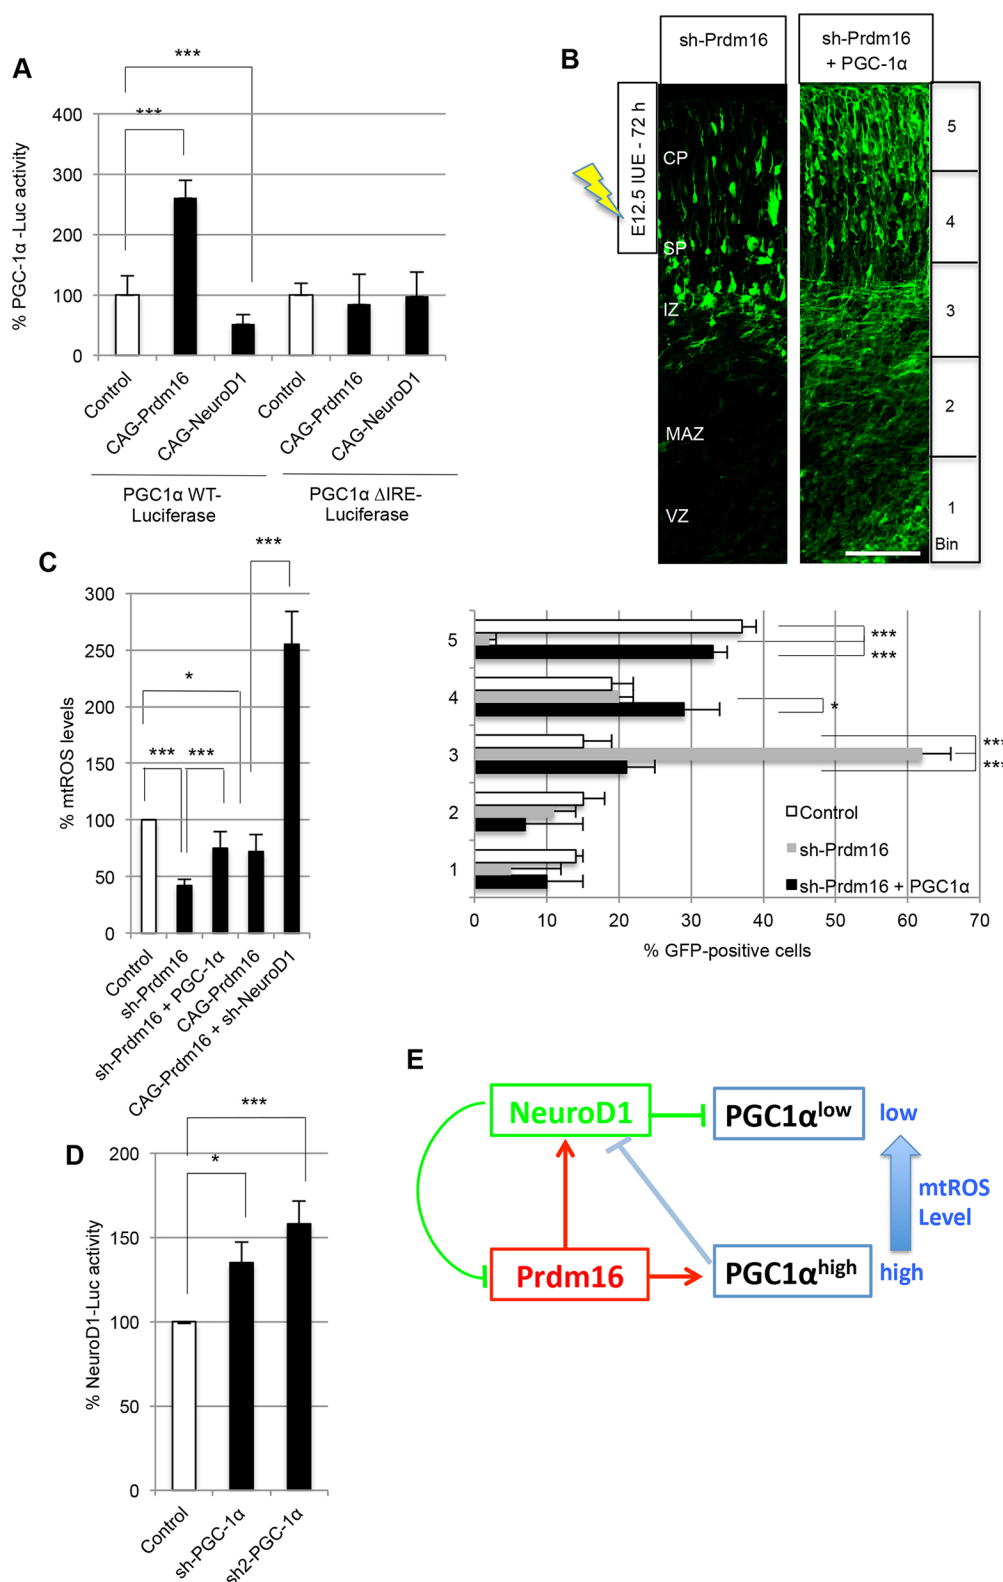 A
***
***
400
300
200
100
0
% PGC-1α -Luc activity
Control
CAG-Prdm16
CAG-NeuroD1
Control
CAG-Prdm16
CAG-NeuroD1
PGC1α WT-
Luciferase
PGC1α ΔIRE-
Luciferase
B
sh-Prdm16
sh-Prdm16
+ PGC-1α
E12.5 IUE - 72 h
CP
SP
IZ
MAZ
VZ
5
4
3
2
1
Bin
5
4
3
2
1
***
***
*
***
***
Control
sh-Prdm16
sh-Prdm16 + PGC1α
0 10 20 30 40 50 60 70
% GFP-positive cells
C
***
*
*** ***
300
250
200
150
100
50
0
% mtROS levels
Control
sh-Prdm16
sh-Prdm16 + PGC-1α
CAG-Prdm16
CAG-Prdm16 + sh-NeuroD1
D
***
*
200
150
100
50
0
% NeuroD1-Luc activity
Control
sh-PGC-1α
sh2-PGC-1α
E
NeuroD1
PGC1α^low
low
mtROS
Level
Prdm16
PGC1α^high
high